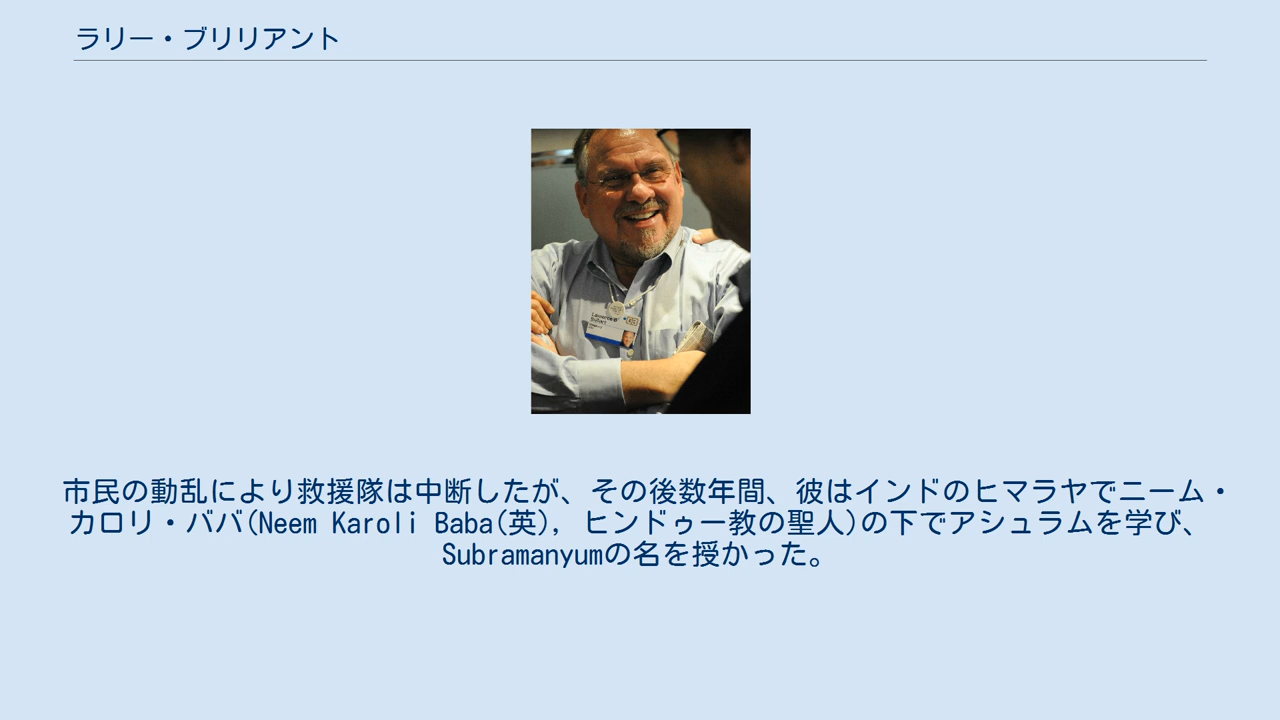 ラリー・ブリリアント
市民の動乱により救援隊は中断したが、その後数年間、彼はインドのヒマラヤでニーム・
カロリ・ババ(Neem Karoli Baba(英), ヒンドゥー教の聖人)の下でアシュラムを学び、
Subramanyumの名を授かった。